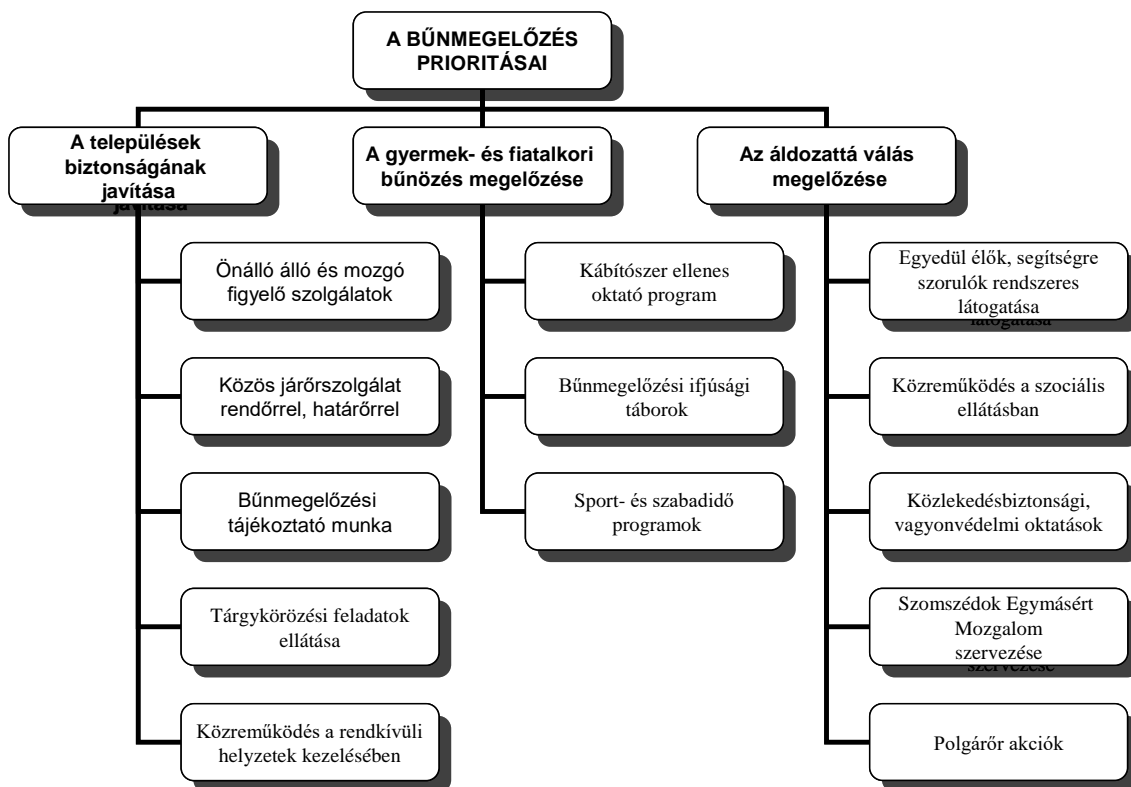 A BŰNMEGELŐZÉS
PRIORITÁSAI
A települések
biztonságának
javítása
A gyermek- és fiatalkori
bűnözés megelőzése
Az áldozattá válás
megelőzése
Önálló álló és mozgó
figyelő szolgálatok
Közös járőrszolgálat
rendőrrel, határőrrel
Bűnmegelőzési
tájékoztató munka
Tárgykörözési feladatok
ellátása
Közreműködés a rendkívüli
helyzetek kezelésében
Kábítószer ellenes
oktató program
Bűnmegelőzési ifjúsági
táborok
Sport- és szabadidő
programok
Egyedül élők, segítségre
szorulók rendszeres
látogatása
Közreműködés a szociális
ellátásban
Közlekedésbiztonsági,
vagyonvédelmi oktatások
Szomszédok Egymásért
Mozgalom
szervezése
Polgárőr akciók